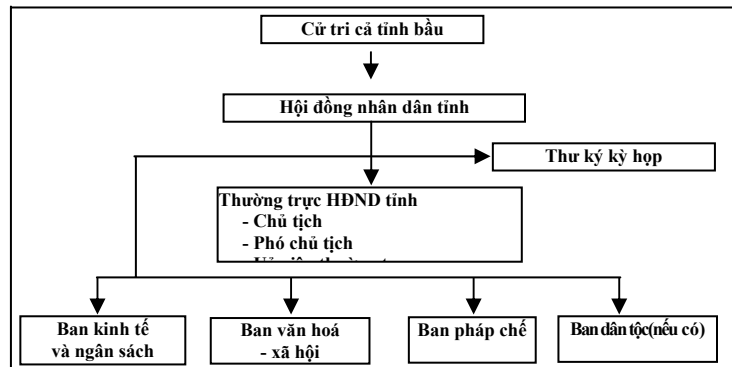 Cử tri cả tỉnh bầu
Hội đồng nhân dân tỉnh
Thư ký kỳ họp
Thường trực HĐND tỉnh
- Chủ tịch
- Phó chủ tịch
Ban kinh tế
và ngân sách
Ban văn hoá
- xã hội
Ban pháp chế
Ban dân tộc(nếu có)